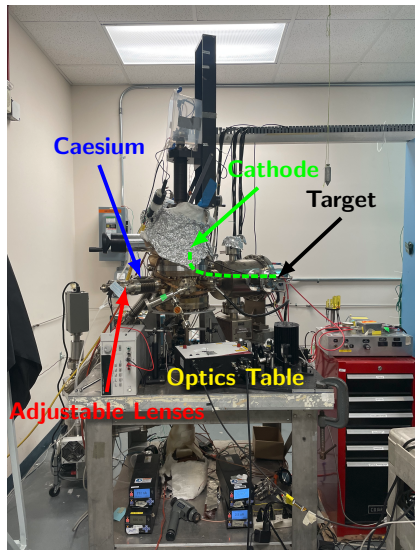 Caesium
Cathode
Target
Optics Table
Adjustable Lenses